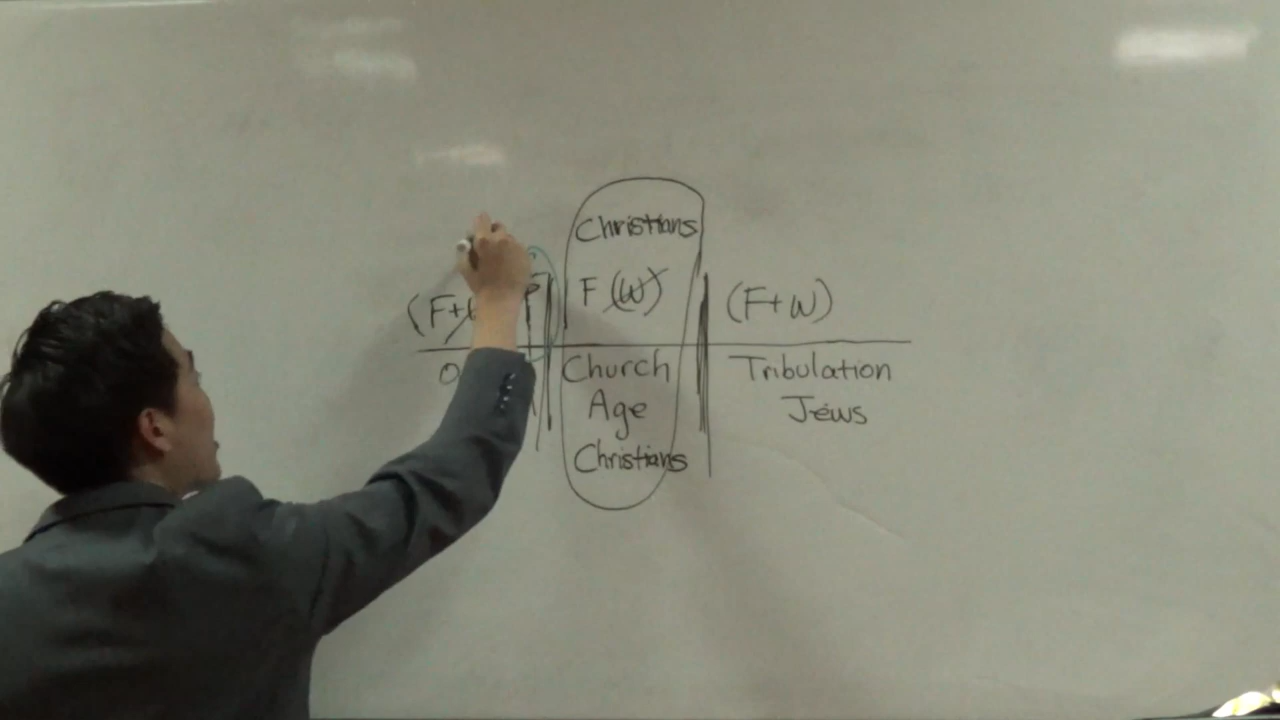 Christians
(F+ F (W) (F+W)
O Church Tribulation
Age Jews
Christians